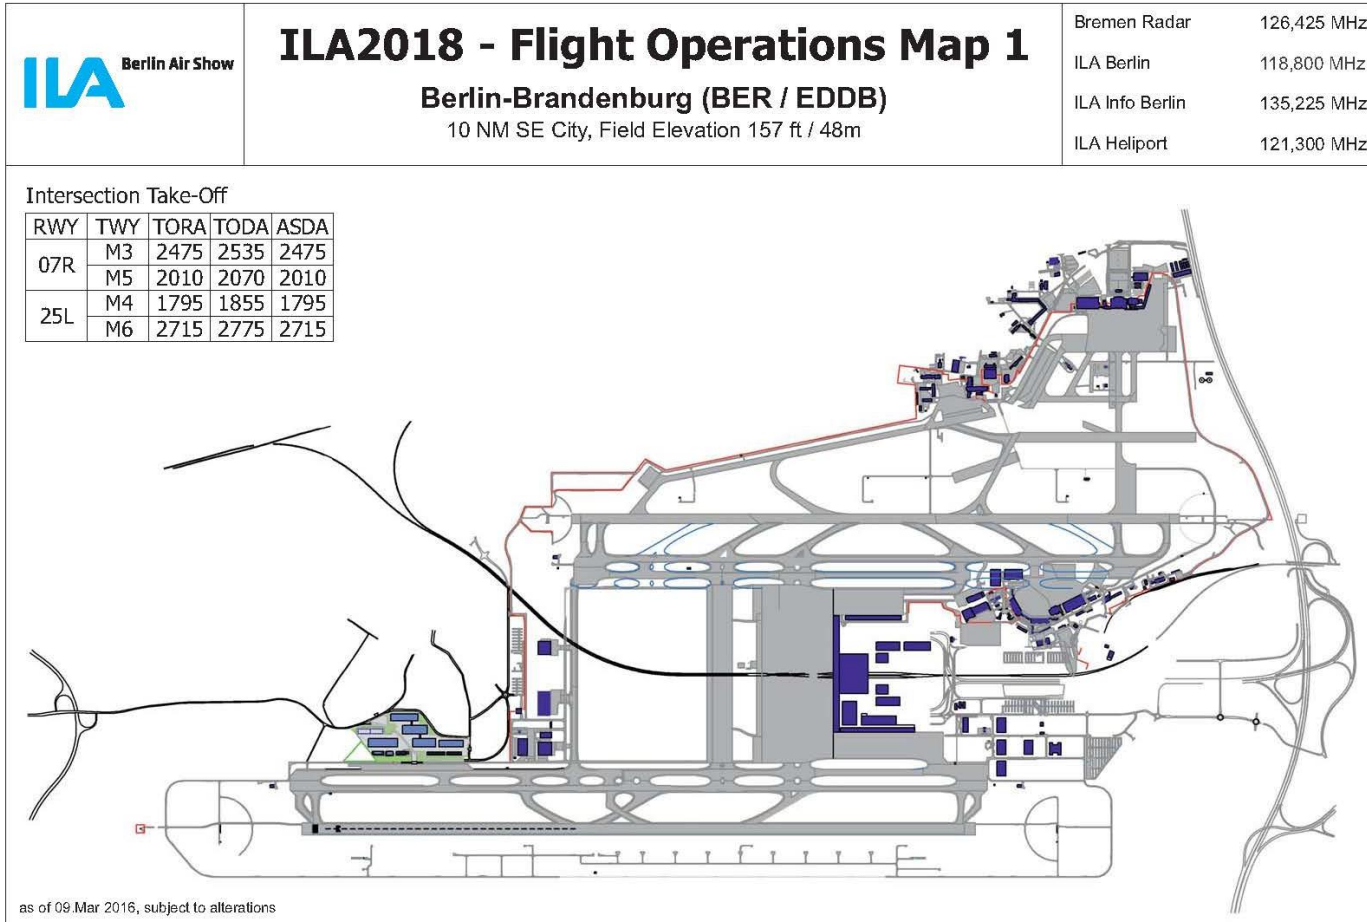 ILA Berlin Air Show
ILA2018 - Flight Operations Map 1
Berlin-Brandenburg (BER / EDDB)
10 NM SE City, Field Elevation 157 ft / 48m
Bremen Radar 126,425 MHz
ILA Berlin 118,800 MHz
ILA Info Berlin 135,225 MHz
ILA Heliport 121,300 MHz
Intersection Take-Off
RWY TWY TORA TODA ASDA
07R M3 2475 2535 2475
M5 2010 2070 2010
25L M4 1795 1855 1795
M6 2715 2775 2715
as of 09.Mar 2016, subject to alterations